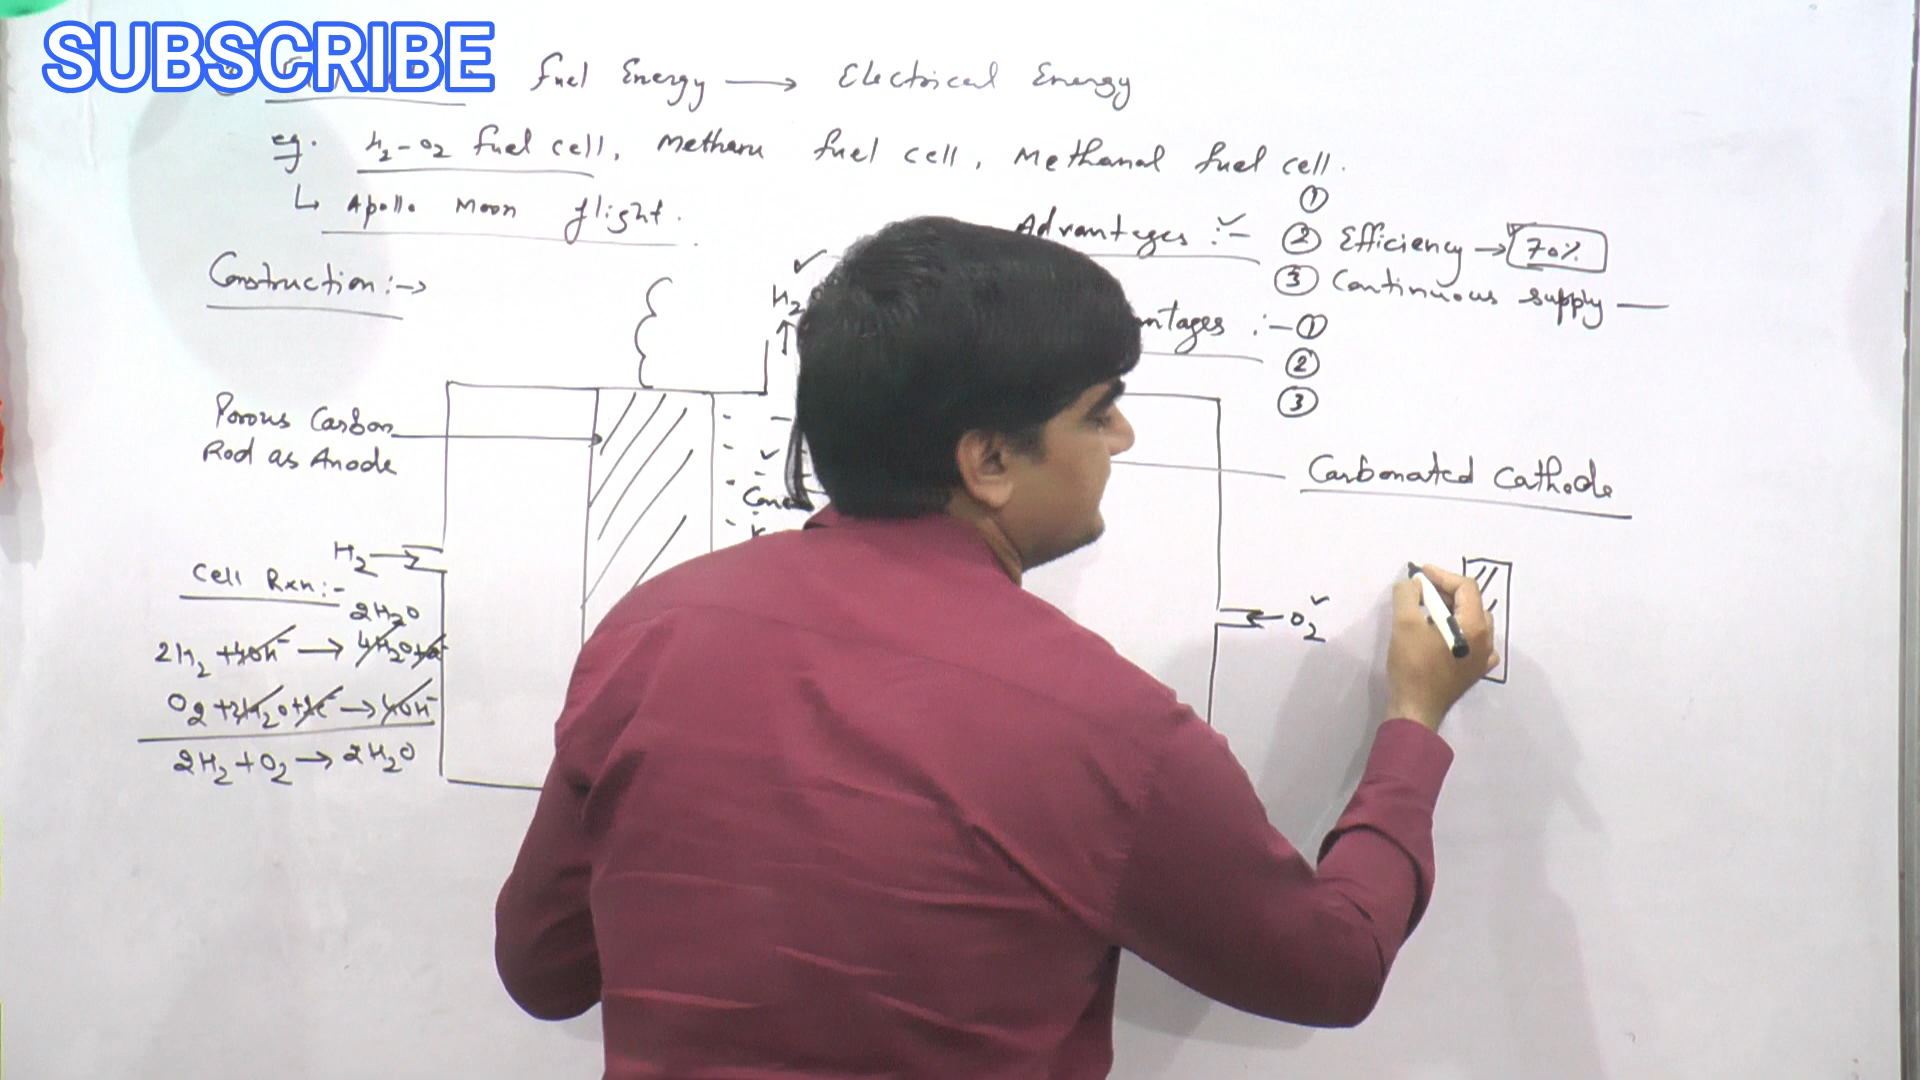 SUBSCRIBE
Fuel Energy → Electrical Energy
eg. H2-O2 fuel cell, Methane fuel cell, Methanol fuel cell.
↳ Apollo Moon flight.
Advantages :- ①
② Efficiency → 70%
③ Continuous supply —
Construction:→
H2
ntages :- ①
②
③
Porous Carbon
Rod as Anode
Carbonated Cathode
Conc
H2 →
← O2
Cell Rxn:-
2H2O
2H2 + 4OH⁻ → 4H2O + 4e⁻
O2 + 2H2O + 4e⁻ → 4OH⁻
2H2 + O2 → 2H2O